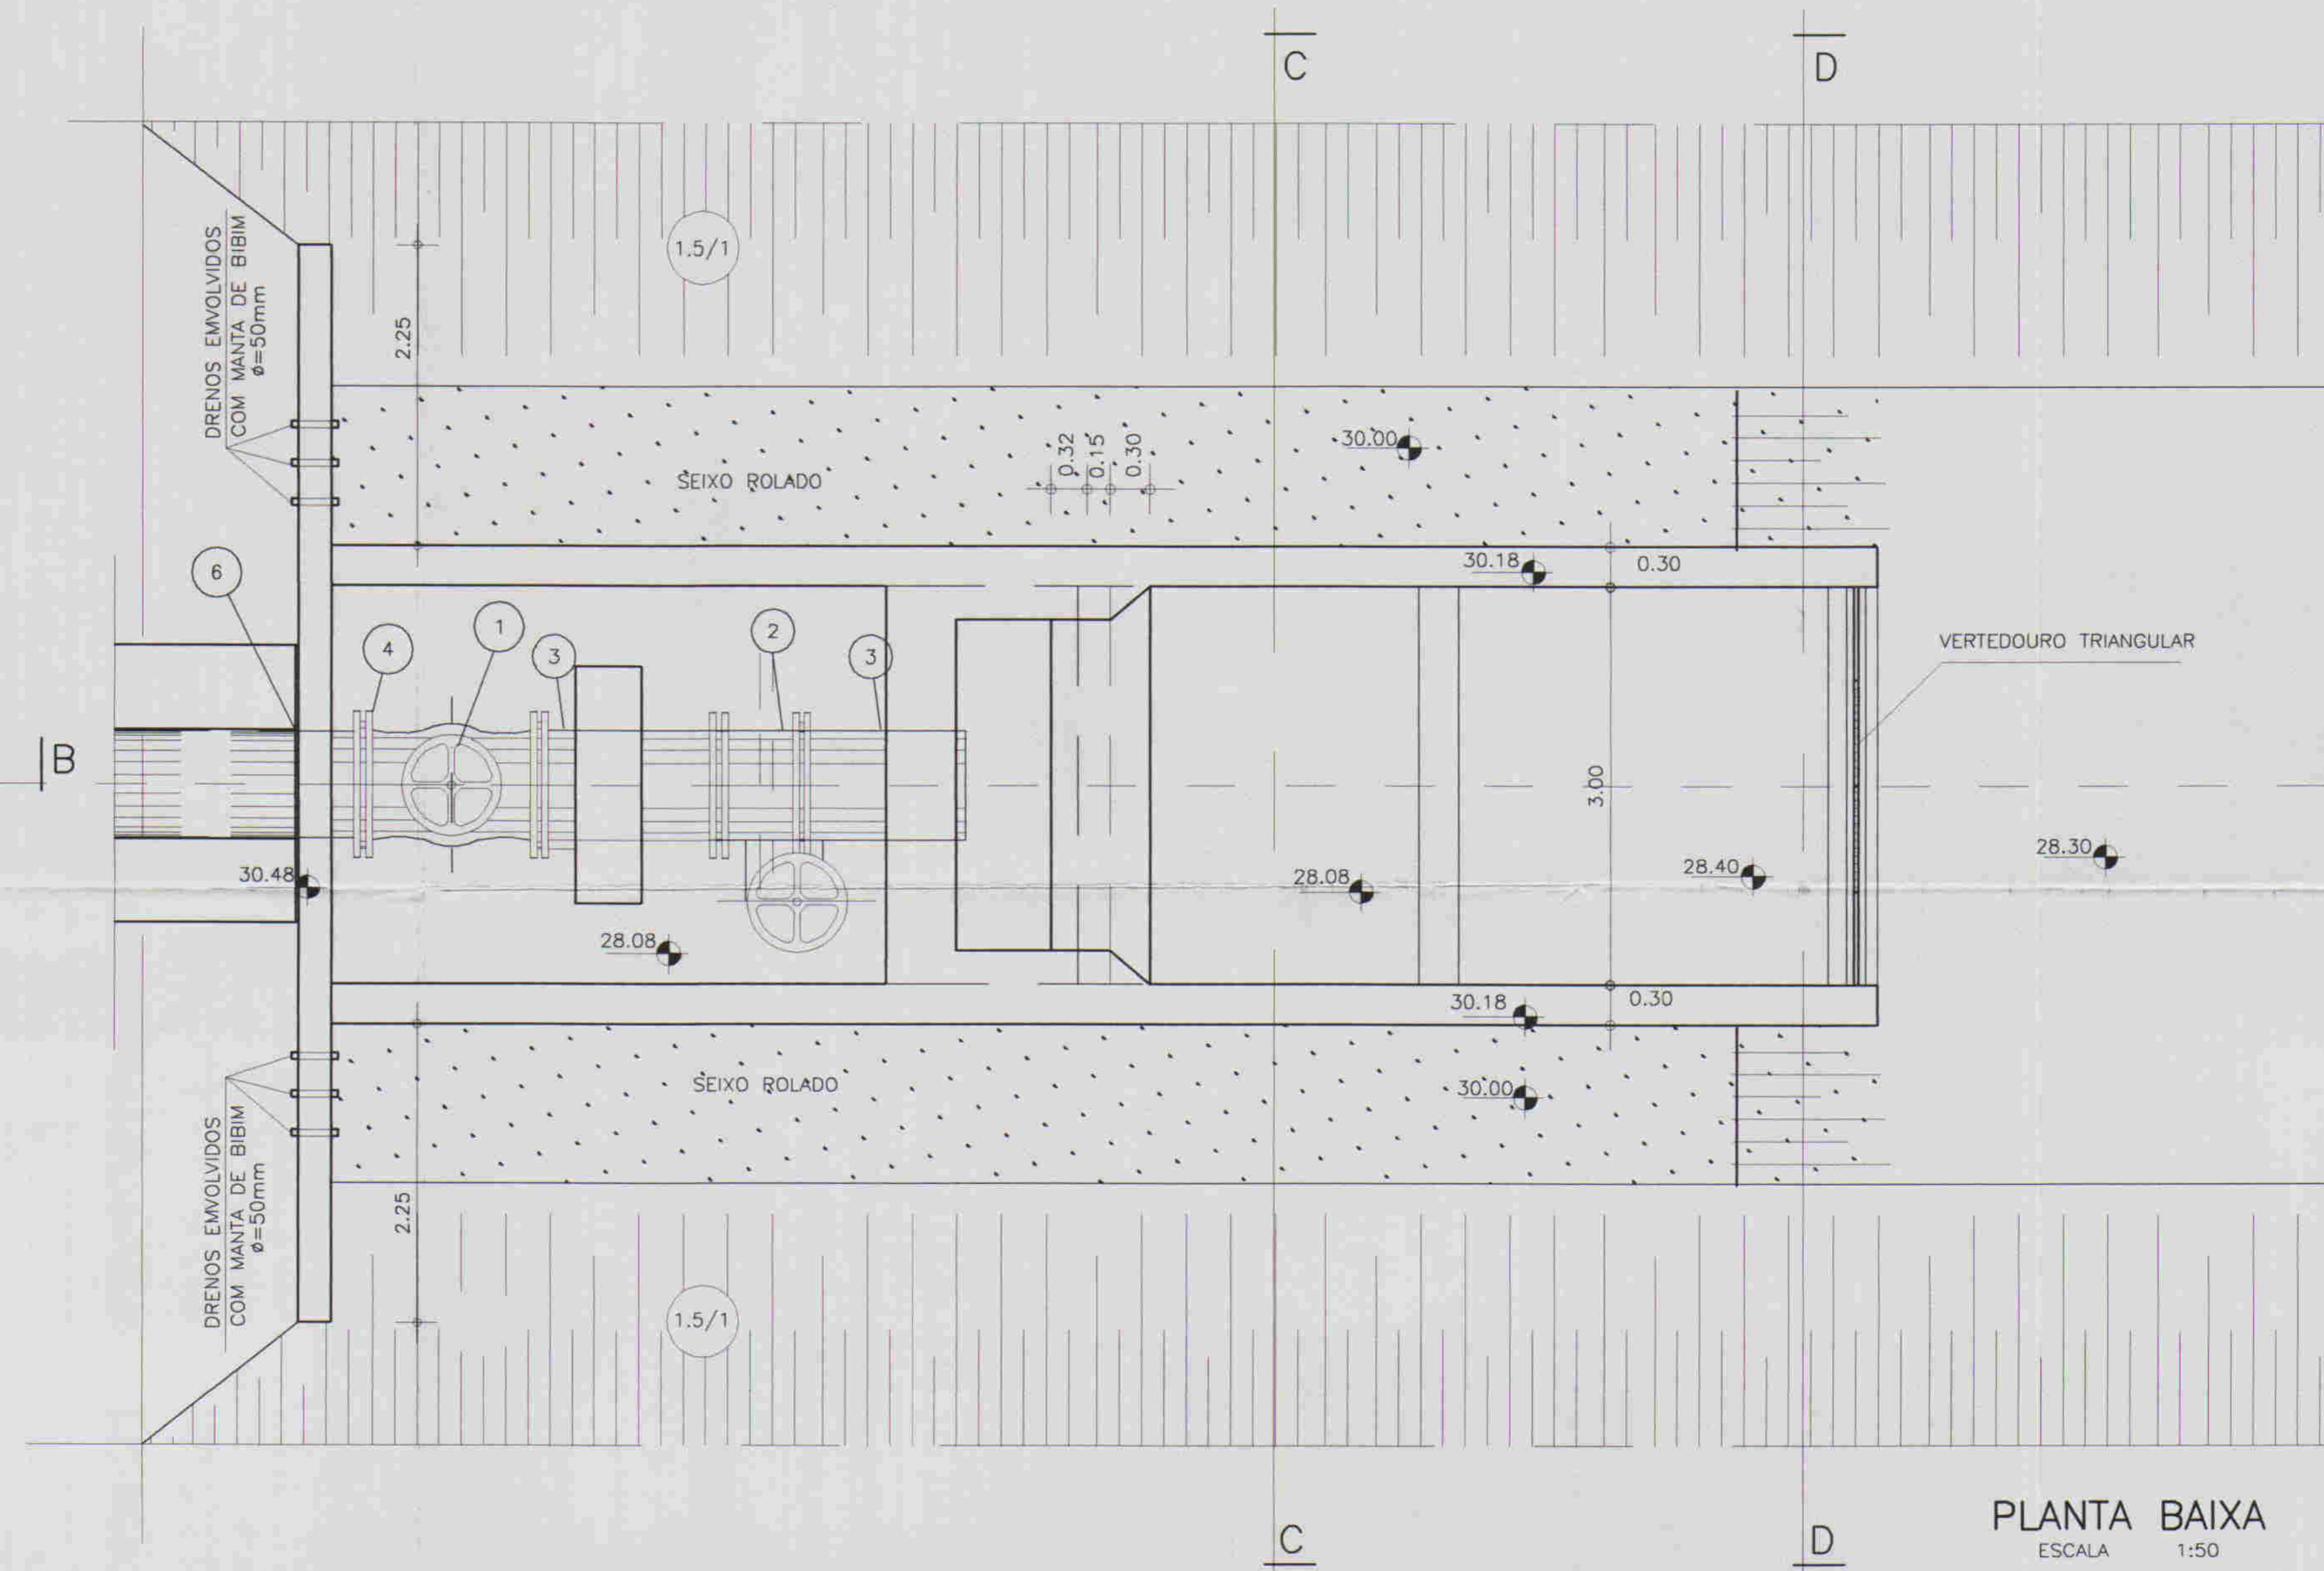 C
D
1.5/1
DRENOS EMVOLVIDOS
COM MANTA DE BIBIM
ø=50mm
2.25
0.32
0.15
0.30
30.00
SEIXO ROLADO
30.18
0.30
6
4
1
3
2
3
VERTEDOURO TRIANGULAR
B
3.00
30.48
28.08
28.08
28.40
28.30
30.18
0.30
SEIXO ROLADO
30.00
DRENOS EMVOLVIDOS
COM MANTA DE BIBIM
ø=50mm
2.25
1.5/1
C
D
PLANTA BAIXA
ESCALA 1:50